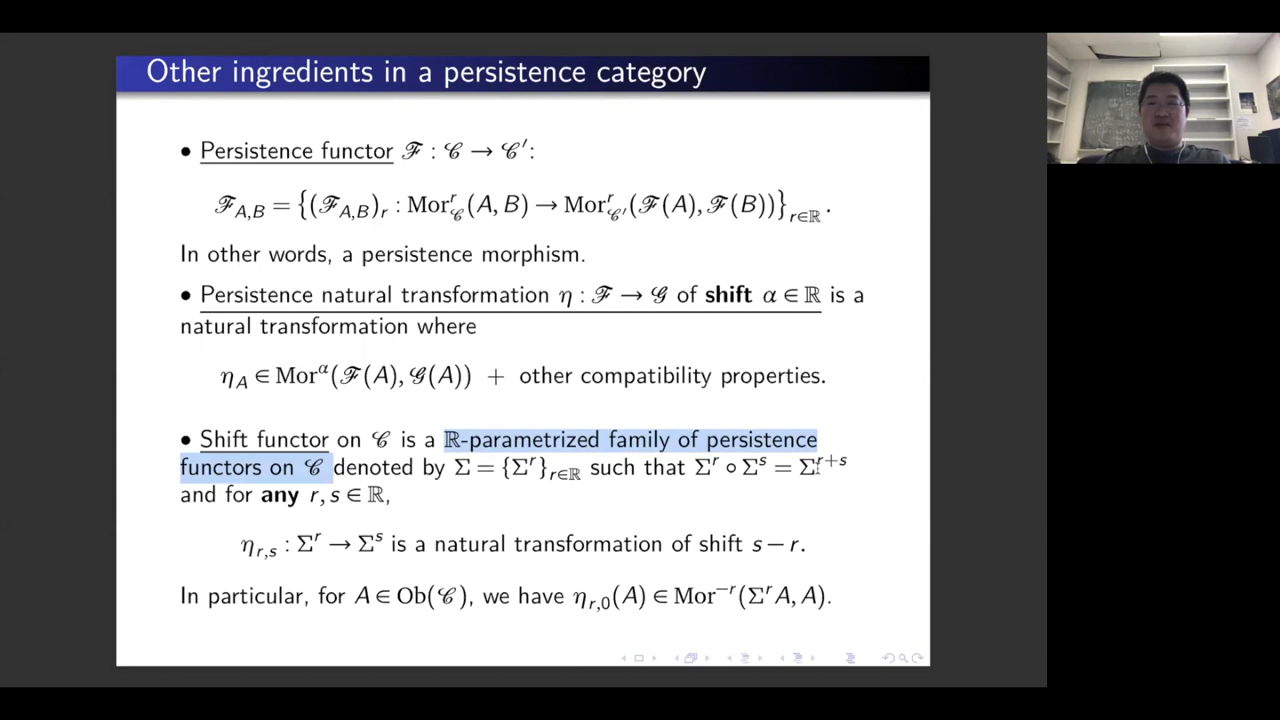 Other ingredients in a persistence category
• Persistence functor ℱ : 𝒞 → 𝒞′:
ℱ_{A,B} = {(ℱ_{A,B})_r : Mor^r_𝒞(A, B) → Mor^r_{𝒞′}(ℱ(A), ℱ(B))}_{r∈ℝ}.
In other words, a persistence morphism.
• Persistence natural transformation η : ℱ → 𝒢 of shift α ∈ ℝ is a
natural transformation where
η_A ∈ Mor^α(ℱ(A), 𝒢(A)) + other compatibility properties.
• Shift functor on 𝒞 is a ℝ-parametrized family of persistence
functors on 𝒞 denoted by Σ = {Σ^r}_{r∈ℝ} such that Σ^r ∘ Σ^s = Σ^{r+s}
and for any r, s ∈ ℝ,
η_{r,s} : Σ^r → Σ^s is a natural transformation of shift s − r.
In particular, for A ∈ Ob(𝒞), we have η_{r,0}(A) ∈ Mor^{−r}(Σ^r A, A).